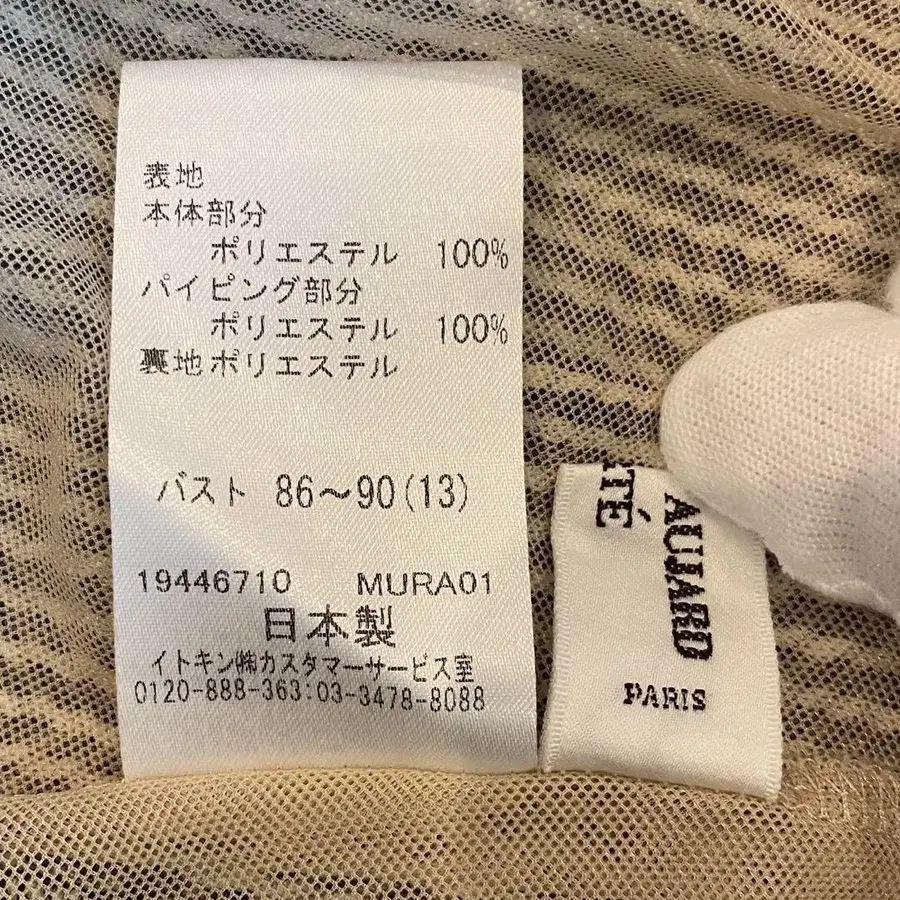 表地
本体部分
ポリエステル 100%
パイピング部分
ポリエステル 100%
裏地ポリエステル
バスト 86～90(13)
19446710 MURA01
日本製
イトキン㈱カスタマーサービス室
0120-888-363:03-3478-8088
AUJARD
PARIS